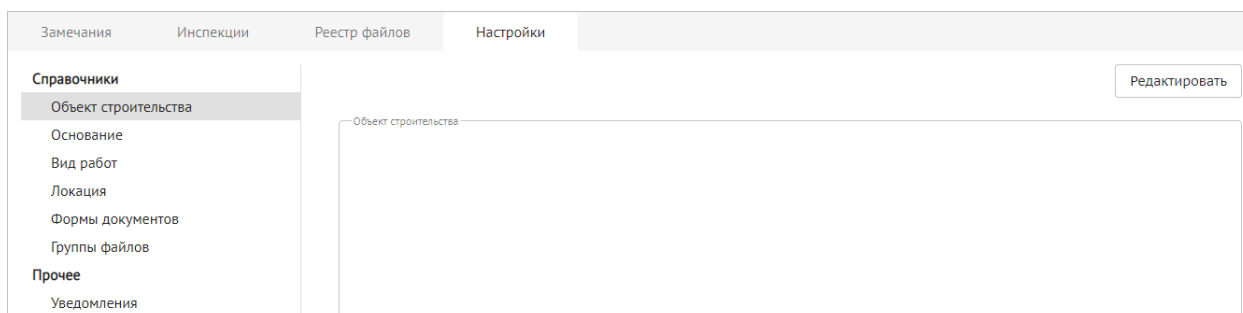 Замечания Инспекции Реестр файлов Настройки
Справочники
Редактировать
Объект строительства
Объект строительства
Основание
Вид работ
Локация
Формы документов
Группы файлов
Прочее
Уведомления